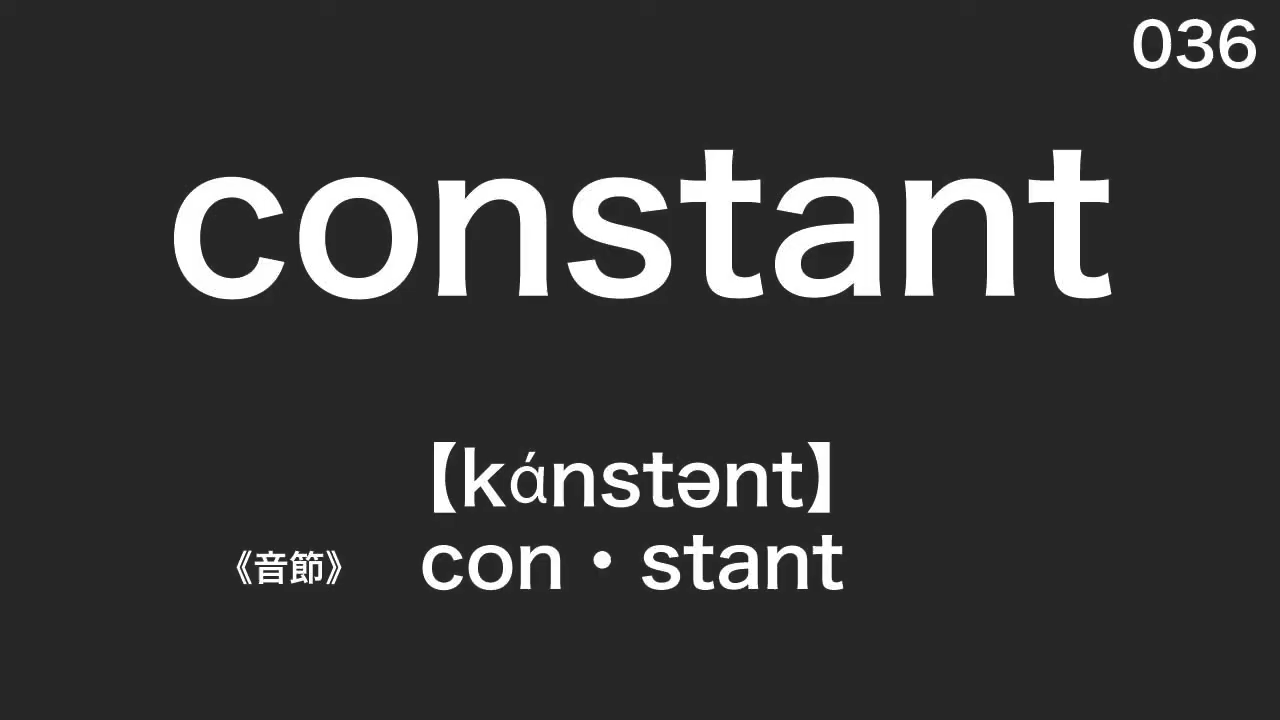 036
constant
【kάnstənt】
《音節》 con・stant